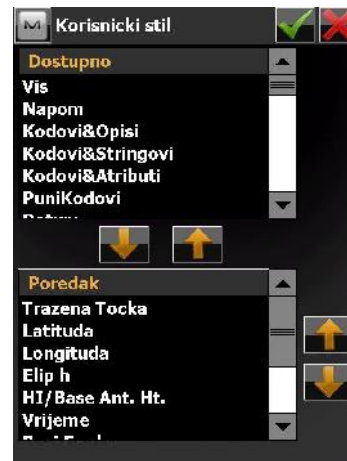 Korisnicki stil
Dostupno
Vis
Napom
Kodovi&Opisi
Kodovi&Stringovi
Kodovi&Atributi
PuniKodovi
Poredak
Trazena Tocka
Latituda
Longituda
Elip h
HI/Base Ant. Ht.
Vrijeme